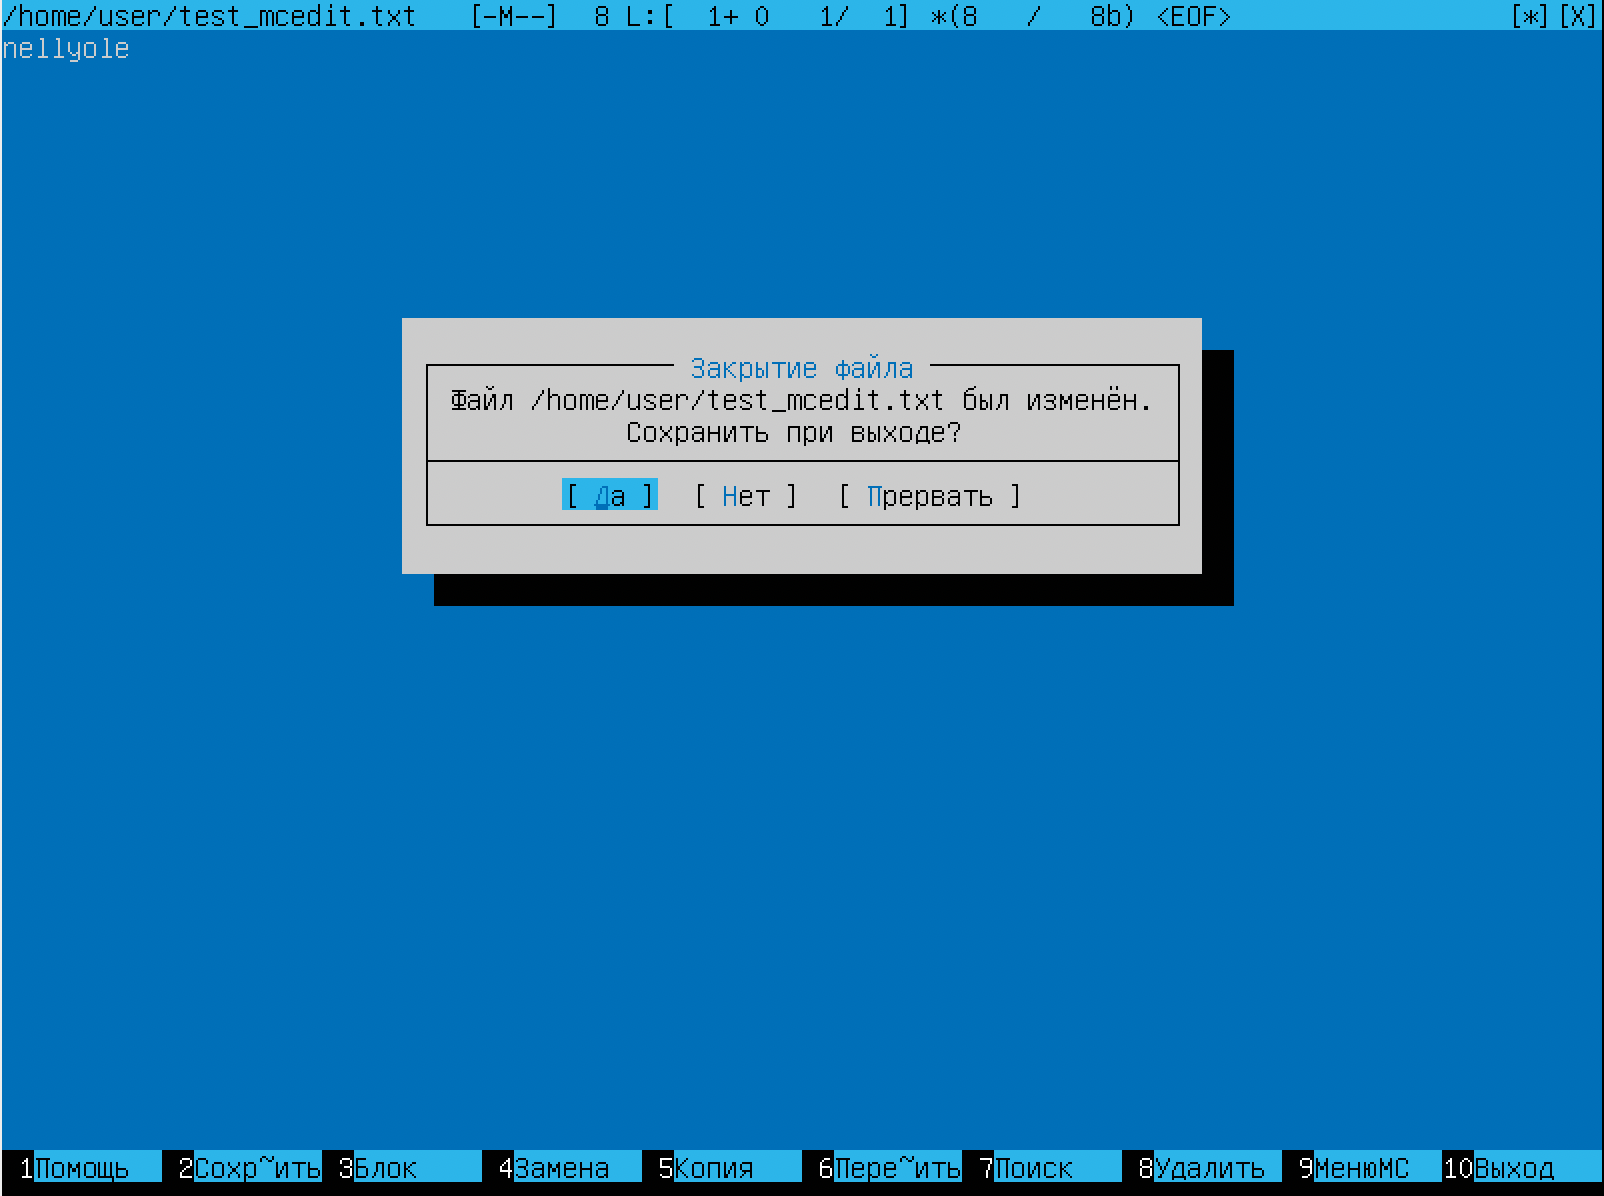 /home/user/test_mcedit.txt [-M--] 8 L:[ 1+ 0 1/ 1] *(8 / 8b) <EOF> [*][X]
nellyole
Закрытие файла
Файл /home/user/test_mcedit.txt был изменён.
Сохранить при выходе?
[ Да ] [ Нет ] [ Прервать ]
1Помощь 2Сохр~ить 3Блок 4Замена 5Копия 6Пере~ить 7Поиск 8Удалить 9МенюМС 10Выход